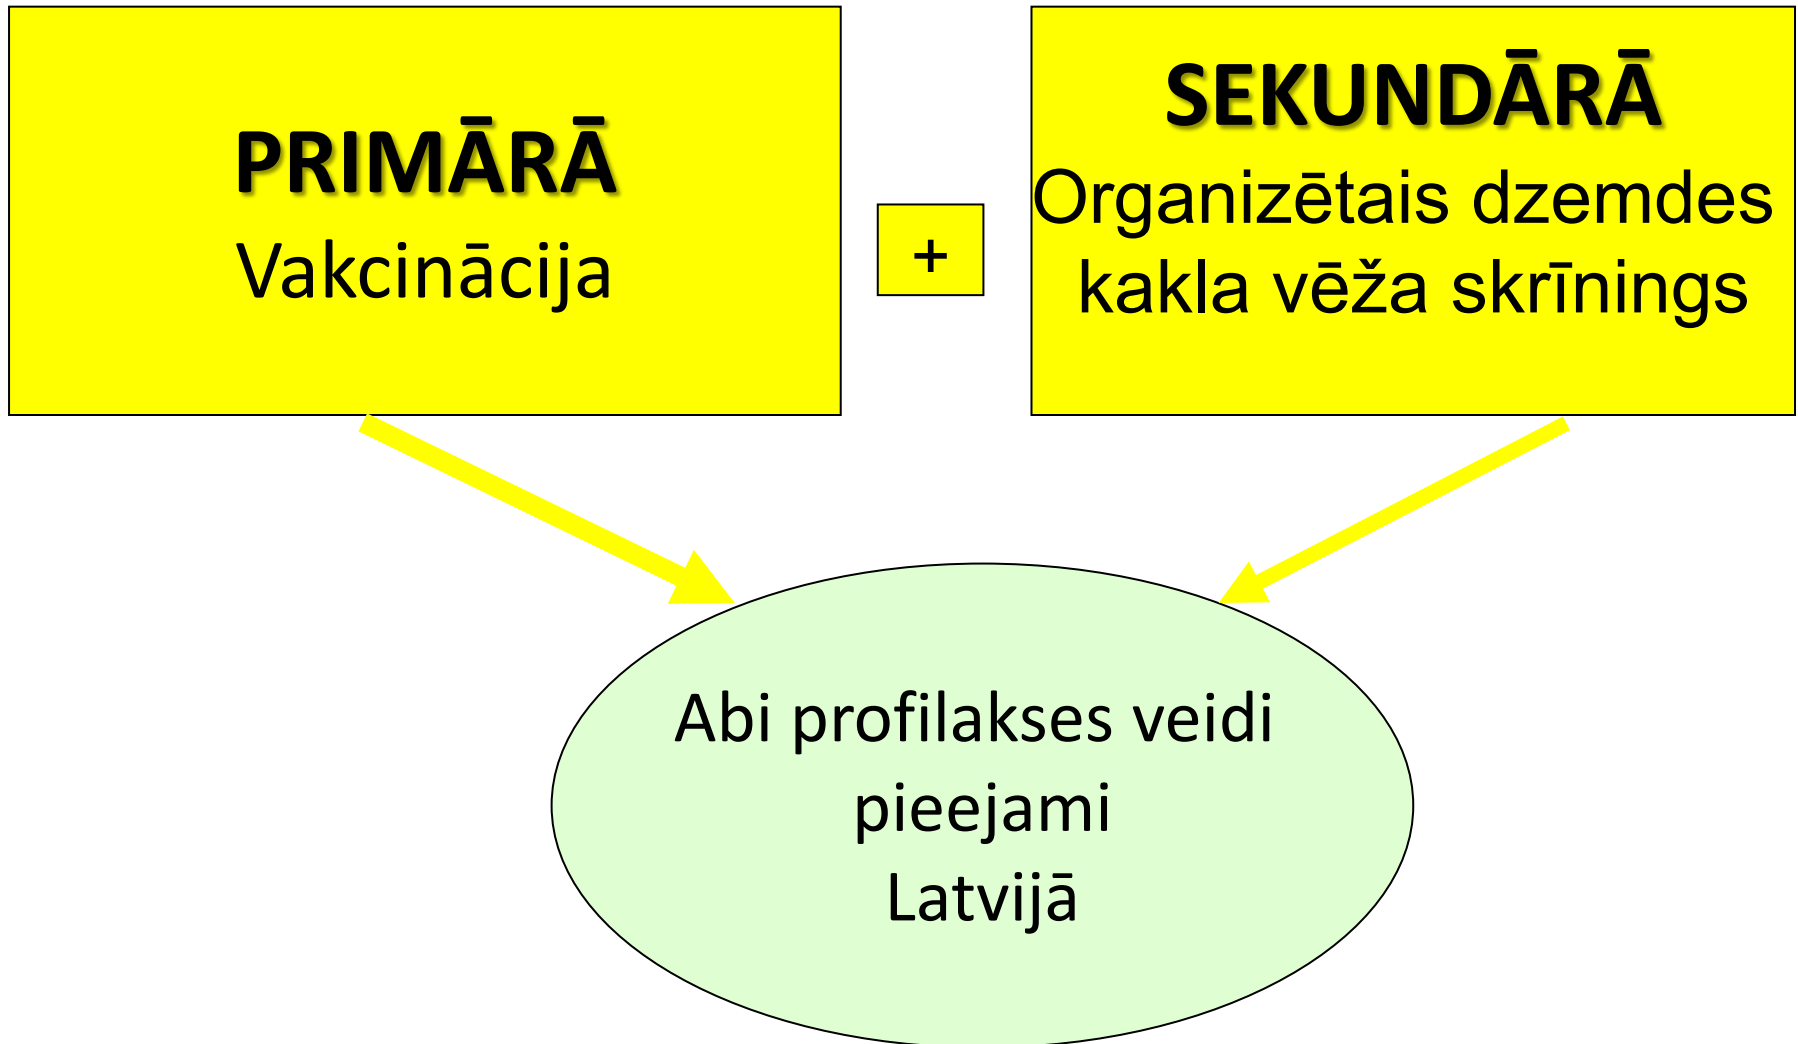 PRIMĀRĀ
Vakcinācija
+
SEKUNDĀRĀ
Organizētais dzemdes
kakla vēža skrīnings
Abi profilakses veidi
pieejami
Latvijā